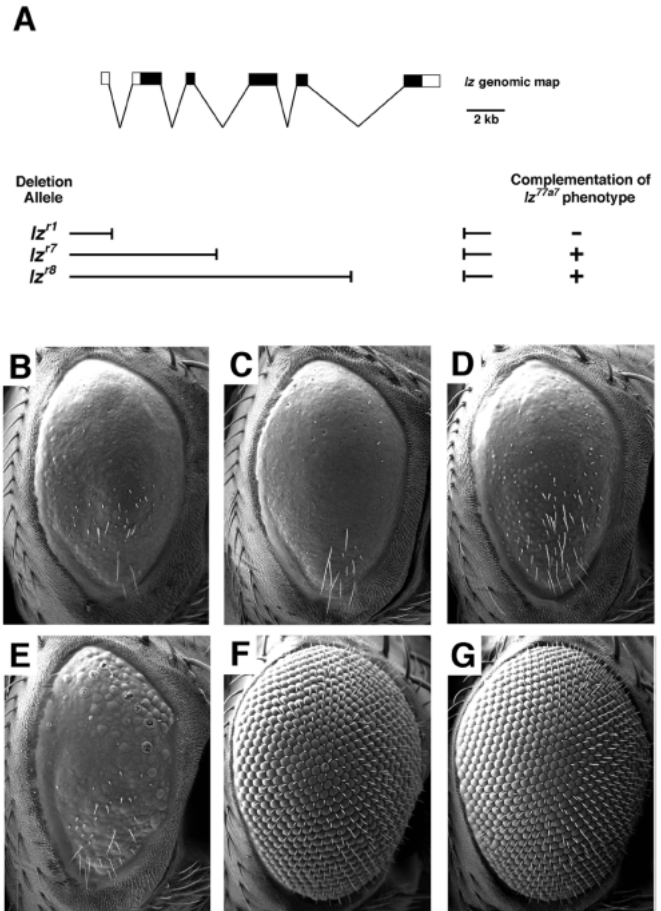 A
lz genomic map
2 kb
Deletion
Allele
Complementation of
lz77a7 phenotype
lzr1 -
lzr7 +
lzr8 +
B C D
E F G